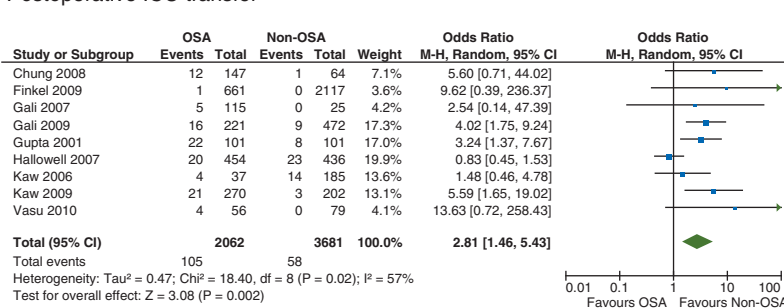 OSA Non-OSA Odds Ratio Odds Ratio
Study or Subgroup Events Total Events Total Weight M-H, Random, 95% CI M-H, Random, 95% CI
Chung 2008 12 147 1 64 7.1% 5.60 [0.71, 44.02]
Finkel 2009 1 661 0 2117 3.6% 9.62 [0.39, 236.37]
Gali 2007 5 115 0 25 4.2% 2.54 [0.14, 47.39]
Gali 2009 16 221 9 472 17.3% 4.02 [1.75, 9.24]
Gupta 2001 22 101 8 101 17.0% 3.24 [1.37, 7.67]
Hallowell 2007 20 454 23 436 19.9% 0.83 [0.45, 1.53]
Kaw 2006 4 37 14 185 13.6% 1.48 [0.46, 4.78]
Kaw 2009 21 270 3 202 13.1% 5.59 [1.65, 19.02]
Vasu 2010 4 56 0 79 4.1% 13.63 [0.72, 258.43]
Total (95% CI) 2062 3681 100.0% 2.81 [1.46, 5.43]
Total events 105 58
Heterogeneity: Tau² = 0.47; Chi² = 18.40, df = 8 (P = 0.02); I² = 57%
Test for overall effect: Z = 3.08 (P = 0.002)
0.01 0.1 1 10 100
Favours OSA Favours Non-OSA